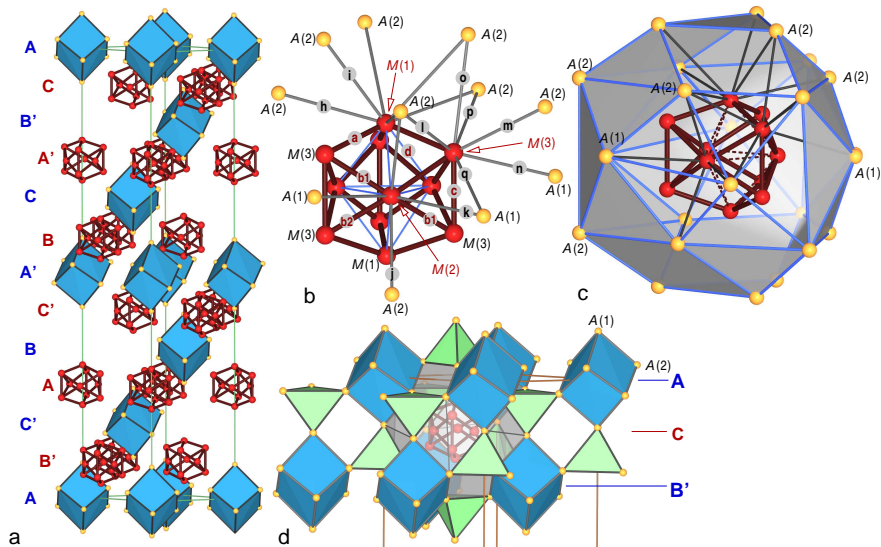 A
C
B'
A'
C
B
A'
C'
B
A
C'
B'
A
a
A(2)
A(2)
A(2)
A(2)
M(1)
i
o
A(2)
A(2)
h
A(2)
p
A(2)
a
l
m
d
M(3)
M(3)
q
n
b1
c
A(1)
A(1)
k
A(1)
b2
b1
M(3)
M(3)
M(1)
M(2)
j
A(2)
b
A(2)
A(2)
A(2)
A(2)
A(1)
A(1)
A(2)
c
A(1)
A(2)
A
C
B'
d